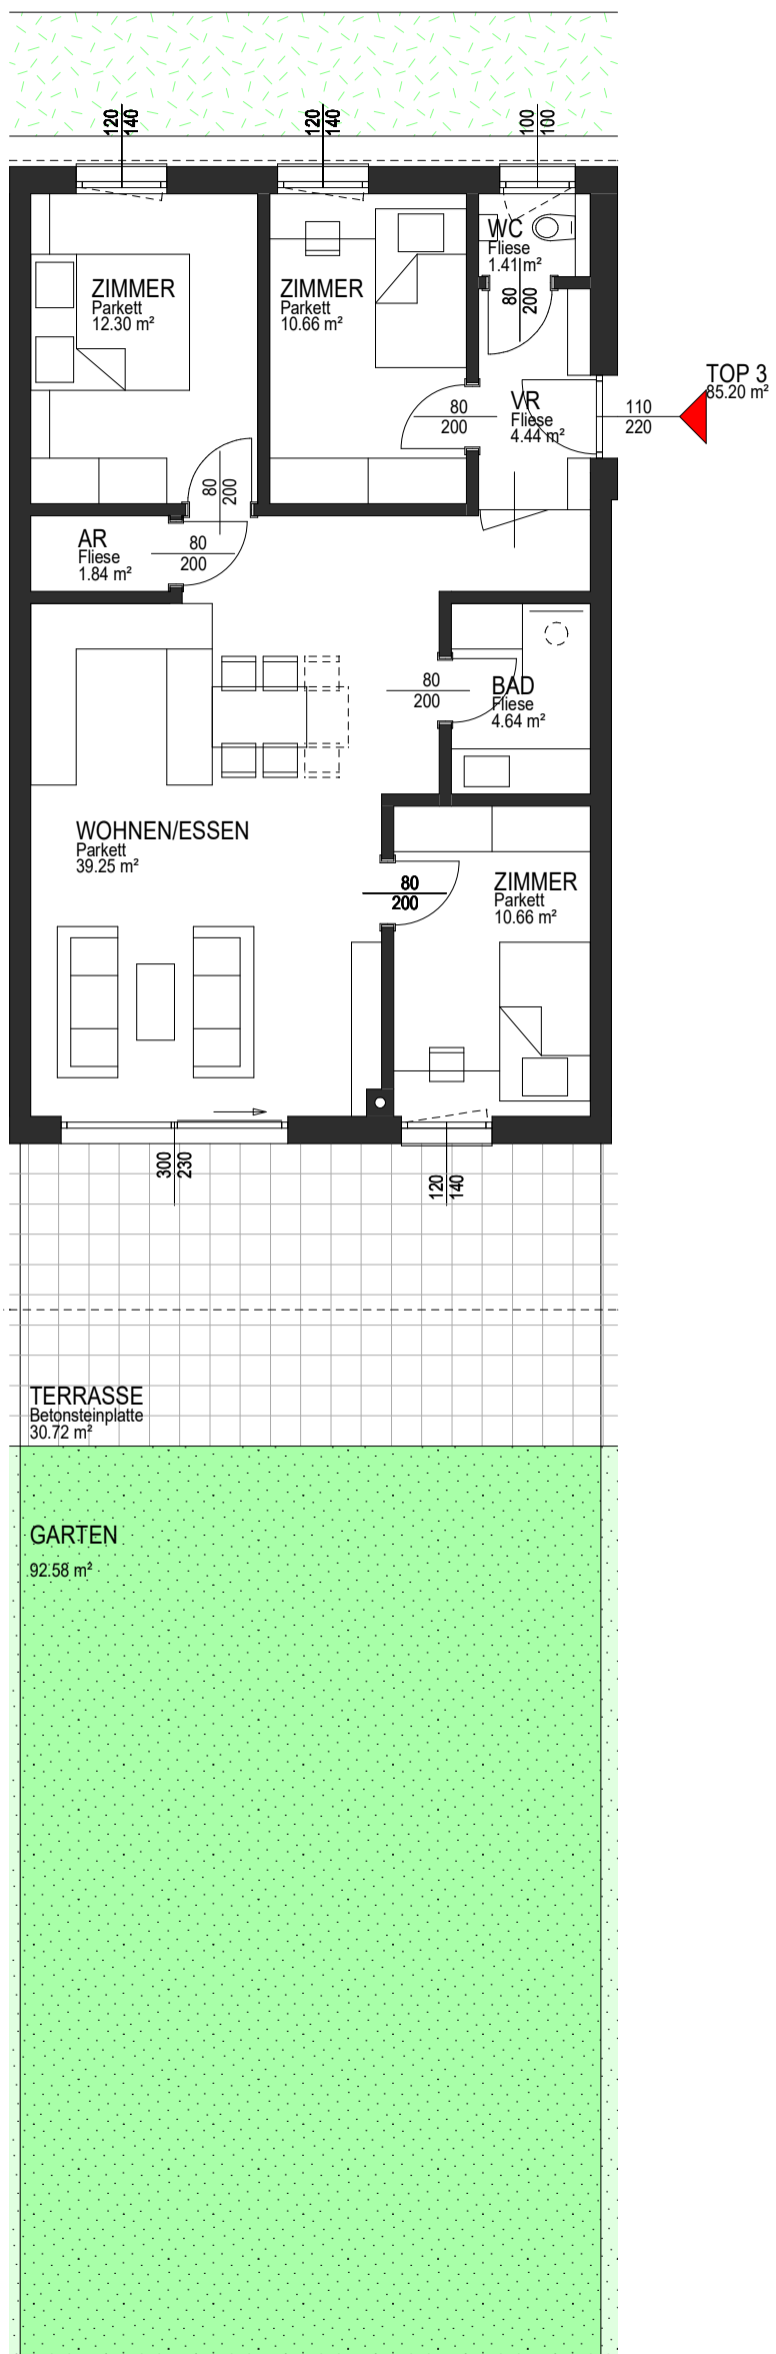 120
140
120
140
100
100
WC
Fliese
1.41 m²
ZIMMER
Parkett
12.30 m²
ZIMMER
Parkett
10.66 m²
80
200
TOP 3
85.20 m²
VR
Fliese
4.44 m²
80
200
110
220
80
200
AR
Fliese
1.84 m²
80
200
BAD
Fliese
4.64 m²
80
200
WOHNEN/ESSEN
Parkett
39.25 m²
ZIMMER
Parkett
10.66 m²
80
200
300
230
120
140
TERRASSE
Betonsteinplatte
30.72 m²
GARTEN
92.58 m²